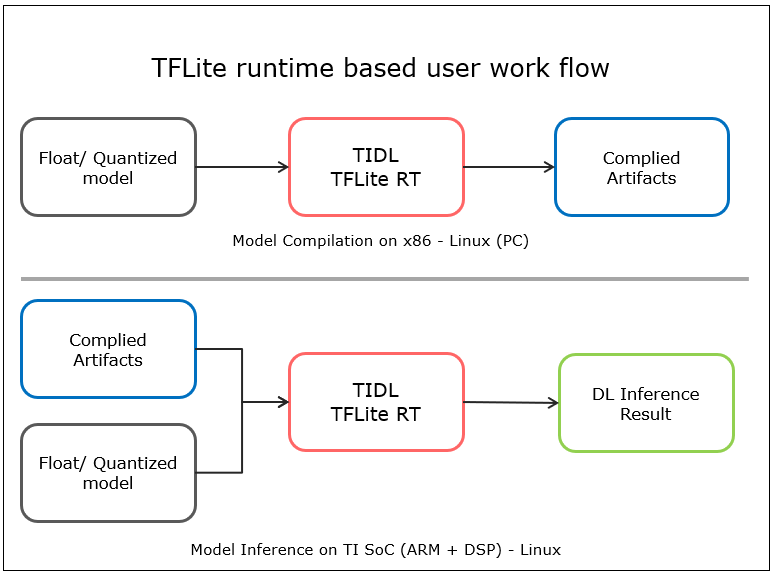 TFLite runtime based user work flow
Float/ Quantized
model
TIDL
TFLite RT
Complied
Artifacts
Model Compilation on x86 - Linux (PC)
Complied
Artifacts
Float/ Quantized
model
TIDL
TFLite RT
DL Inference
Result
Model Inference on TI SoC (ARM + DSP) - Linux